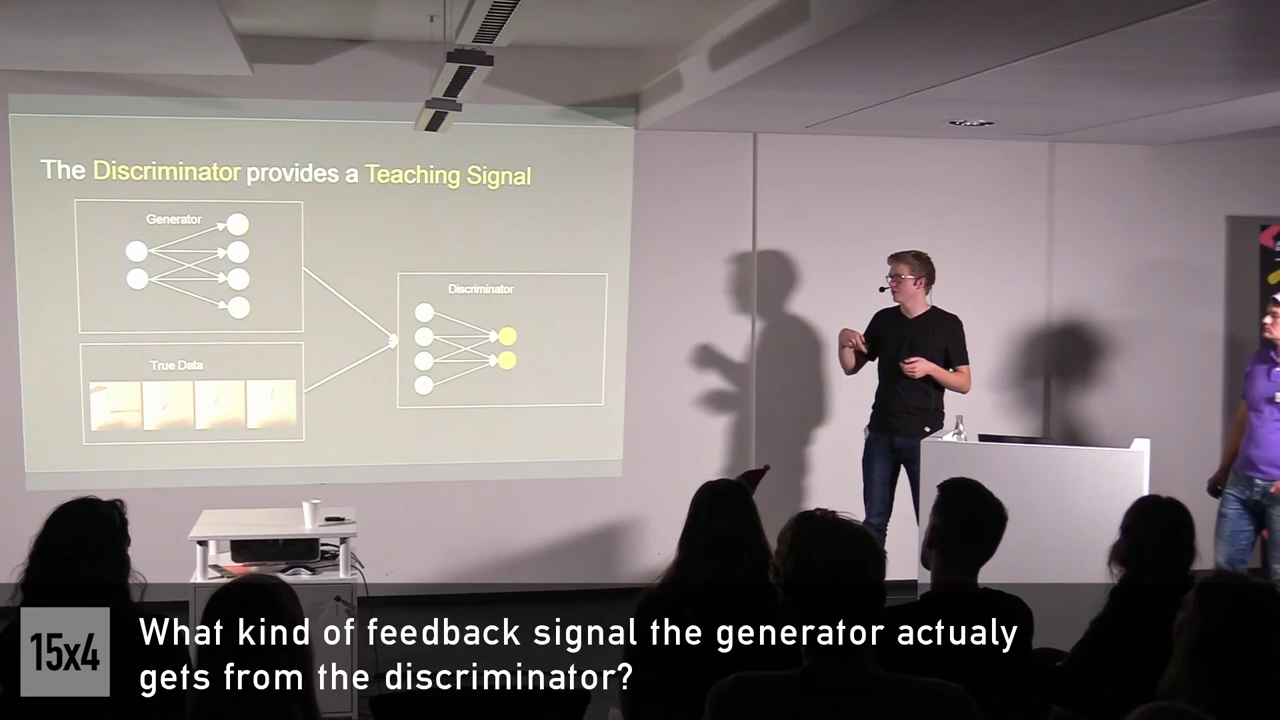 The Discriminator provides a Teaching Signal
Generator
Discriminator
True Data
15x4
What kind of feedback signal the generator actualy
gets from the discriminator?